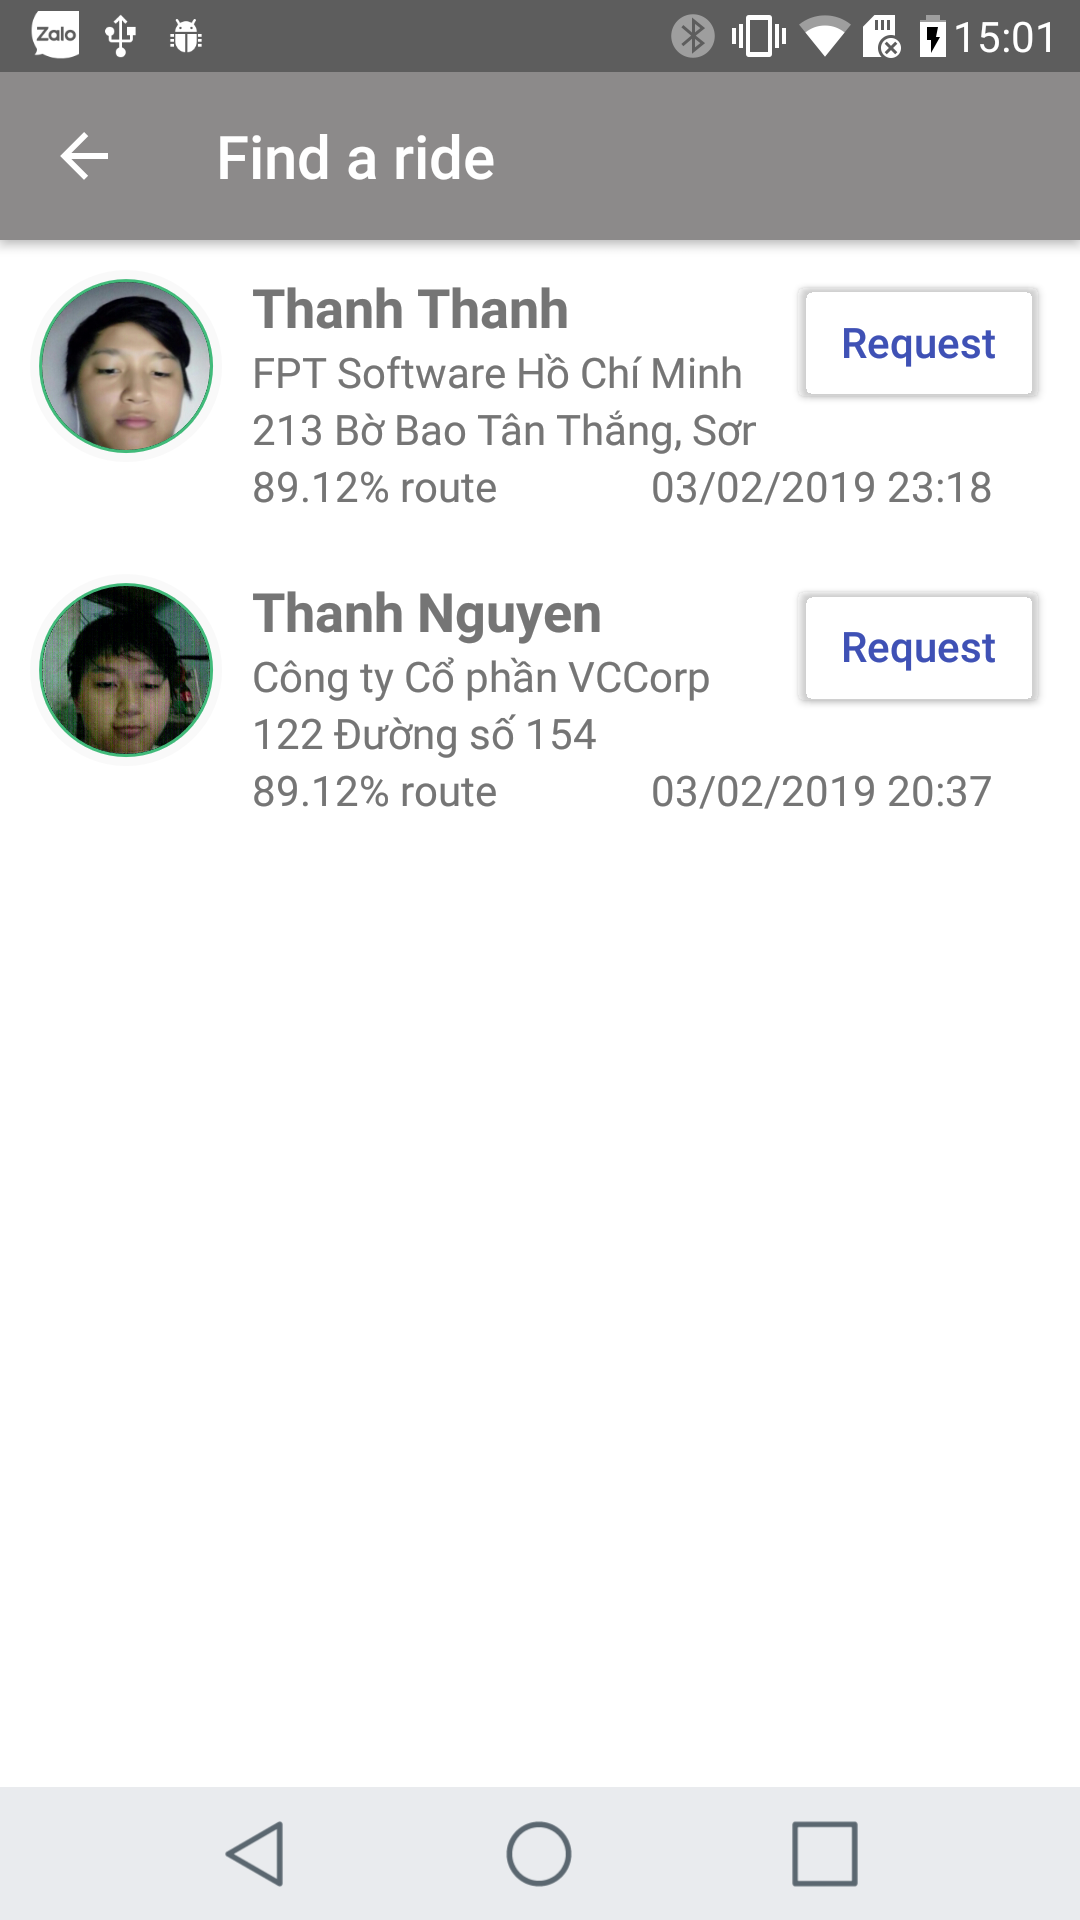 Zalo
15:01
Find a ride
Thanh Thanh
Request
FPT Software Hồ Chí Minh
213 Bờ Bao Tân Thắng, Sơn
89.12% route 03/02/2019 23:18
Thanh Nguyen
Request
Công ty Cổ phần VCCorp
122 Đường số 154
89.12% route 03/02/2019 20:37